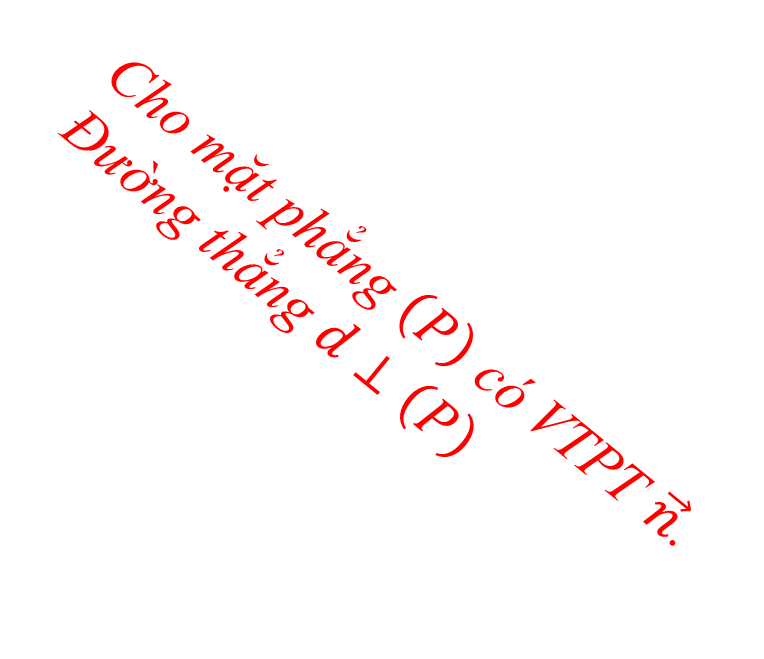 Cho mặt phẳng (P) có VTPT n⃗.
Đường thẳng d ⊥ (P)